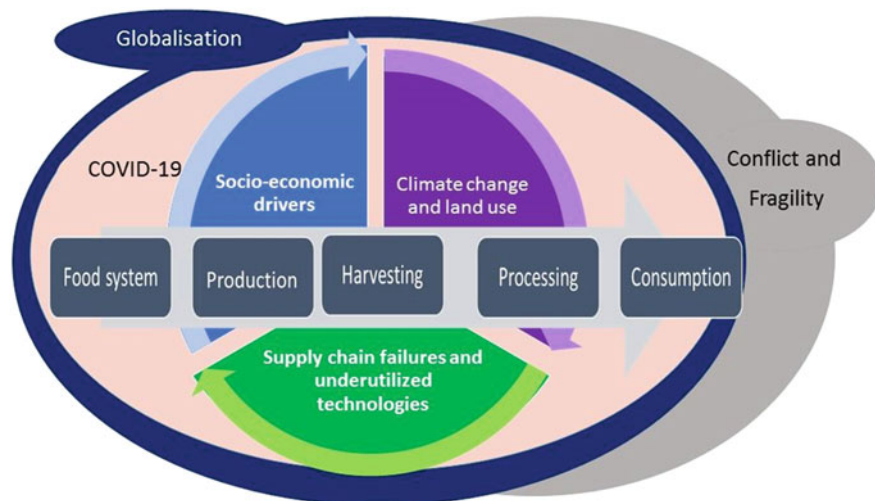 Globalisation
COVID-19
Socio-economic
drivers
Climate change
and land use
Conflict and
Fragility
Food system
Production
Harvesting
Processing
Consumption
Supply chain failures and
underutilized
technologies